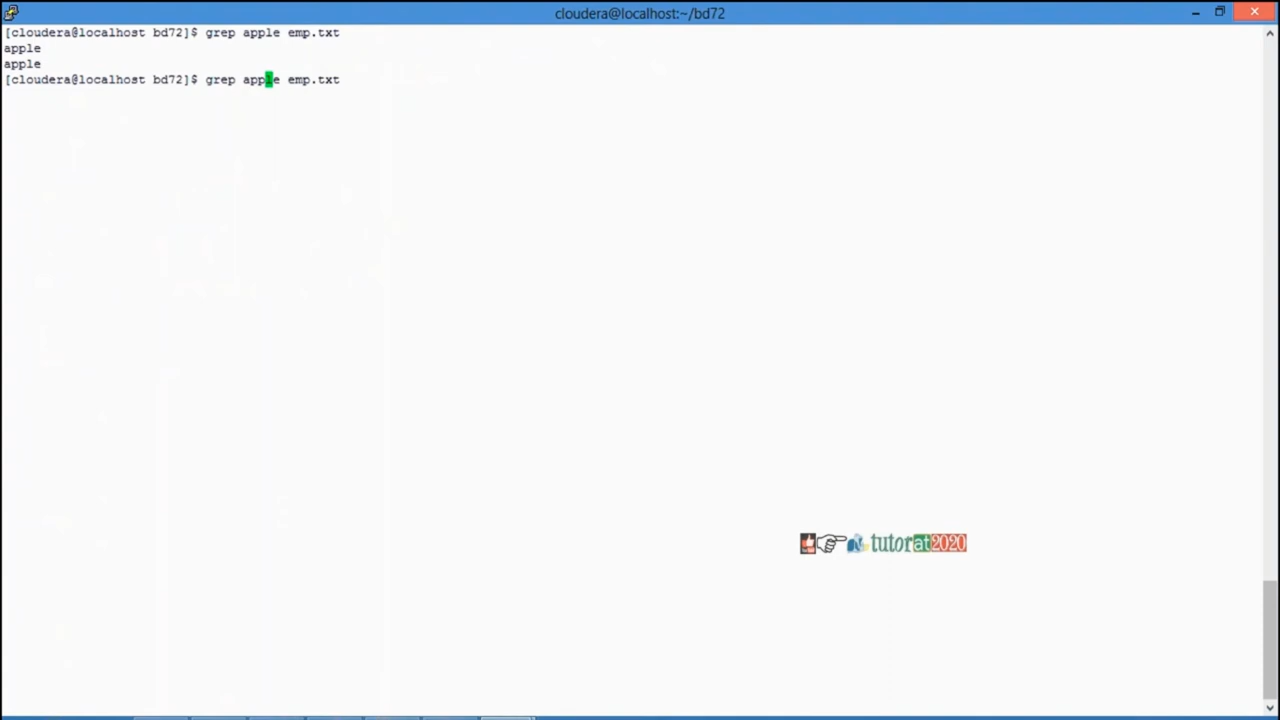 cloudera@localhost:~/bd72
[cloudera@localhost bd72]$ grep apple emp.txt
apple
apple
[cloudera@localhost bd72]$ grep apple emp.txt
tutorat2020